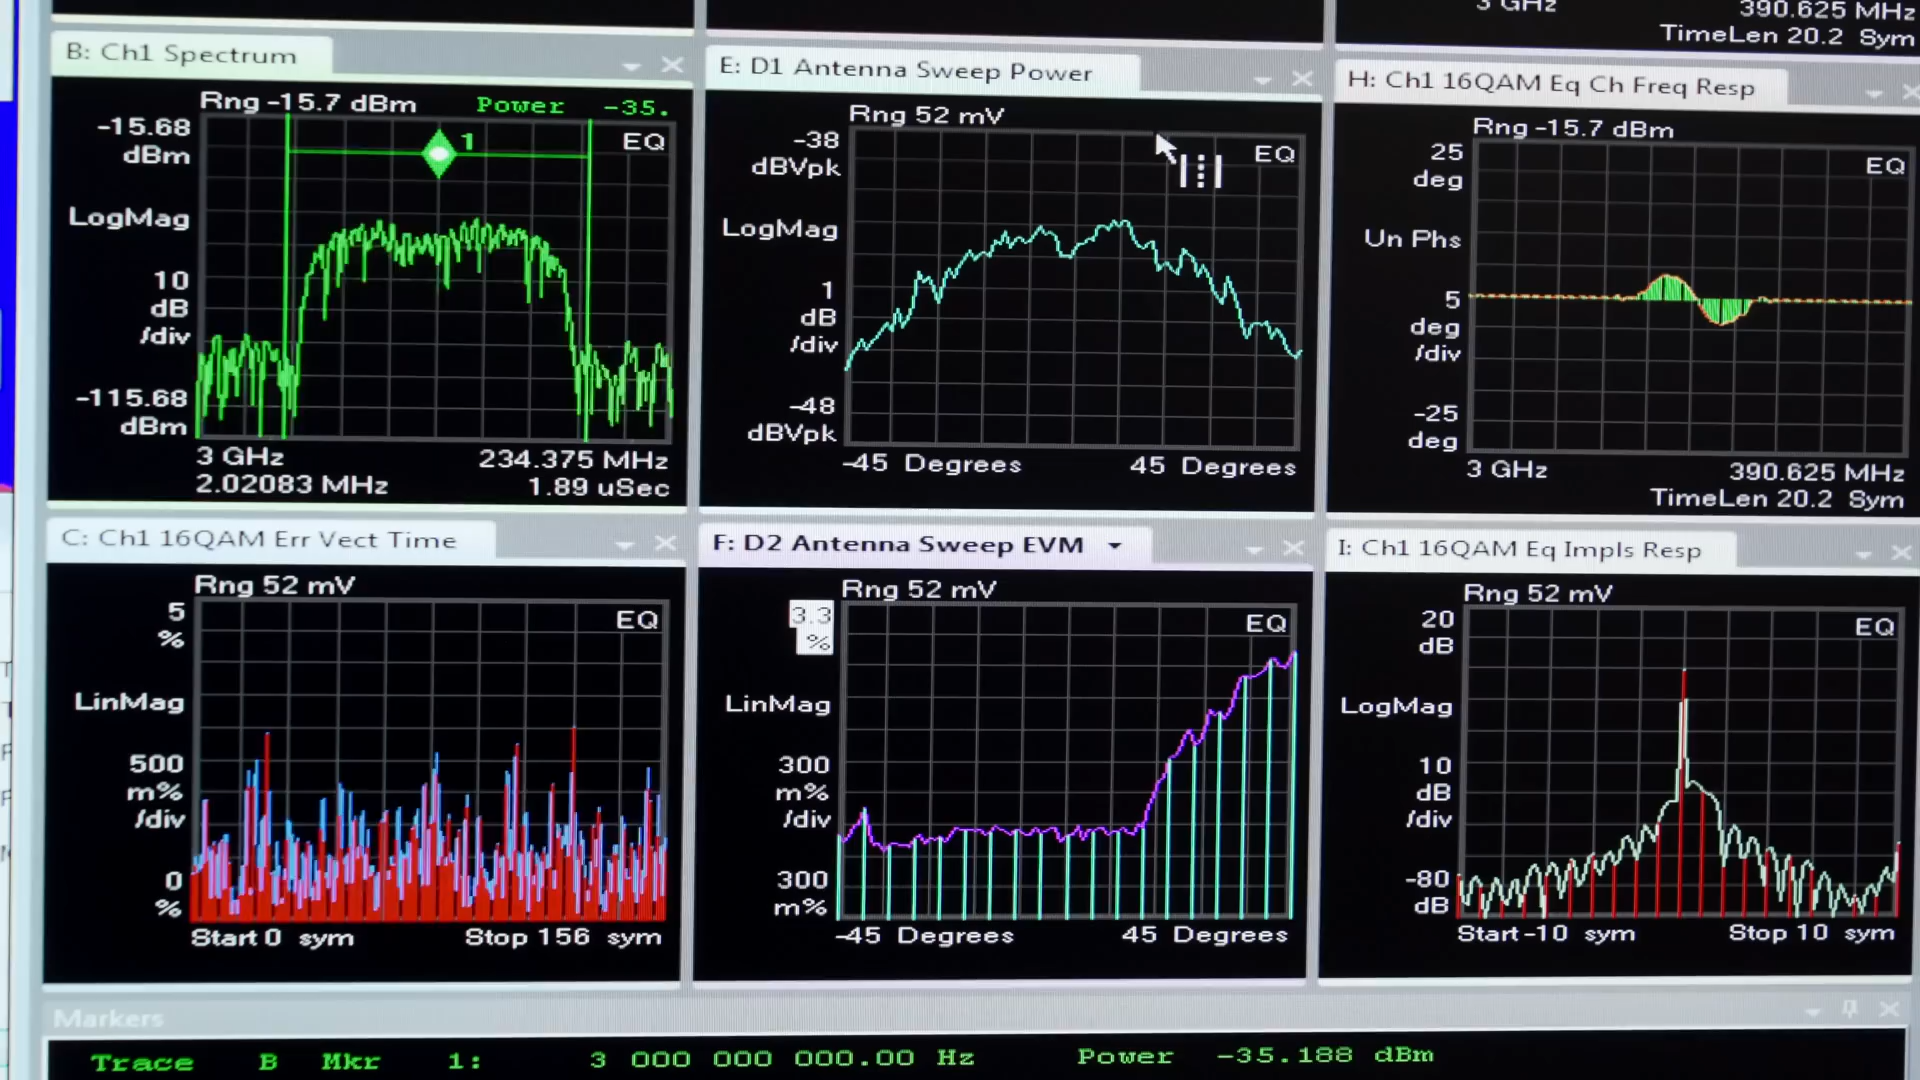 3 GHz
390.625 MHz
TimeLen 20.2 Sym
B: Ch1 Spectrum
Rng -15.7 dBm
Power -35.
-15.68
dBm
1
EQ
LogMag
10
dB
/div
-115.68
dBm
3 GHz
234.375 MHz
2.02083 MHz
1.89 uSec
E: D1 Antenna Sweep Power
Rng 52 mV
-38
dBVpk
EQ
LogMag
1
dB
/div
-48
dBVpk
-45 Degrees
45 Degrees
H: Ch1 16QAM Eq Ch Freq Resp
Rng -15.7 dBm
25
deg
EQ
Un Phs
5
deg
/div
-25
deg
3 GHz
390.625 MHz
TimeLen 20.2 Sym
C: Ch1 16QAM Err Vect Time
Rng 52 mV
5
%
EQ
LinMag
500
m%
/div
0
%
Start 0 sym
Stop 156 sym
F: D2 Antenna Sweep EVM
Rng 52 mV
3.3
%
EQ
LinMag
300
m%
/div
300
m%
-45 Degrees
45 Degrees
I: Ch1 16QAM Eq Impls Resp
Rng 52 mV
20
dB
EQ
LogMag
10
dB
/div
-80
dB
Start -10 sym
Stop 10 sym
Markers
Trace B Mkr 1: 3 000 000 000.00 Hz Power -35.188 dBm